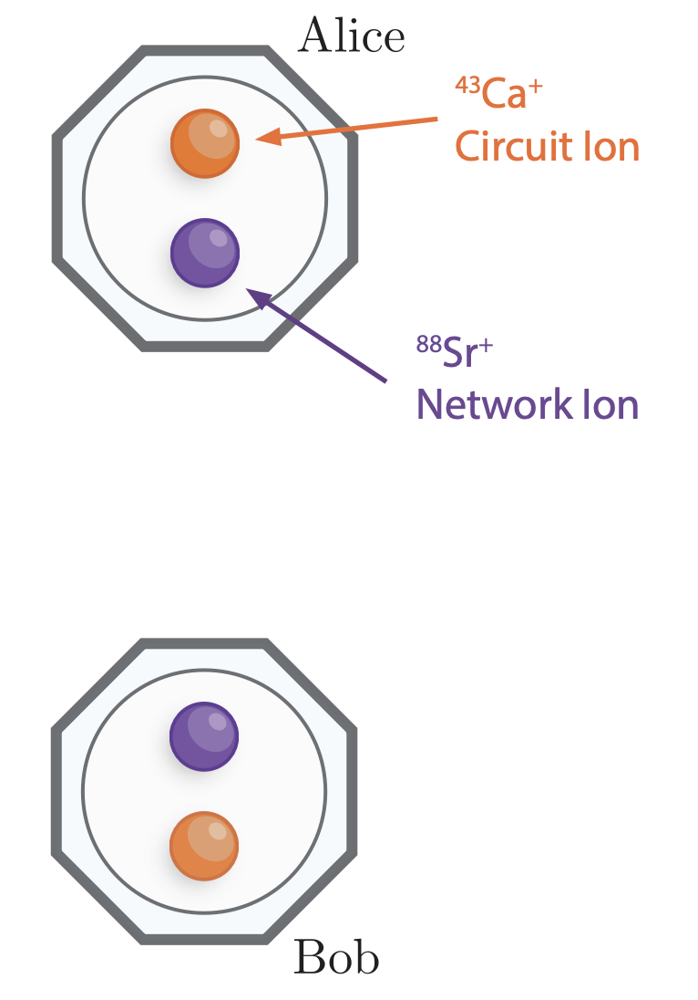 Alice
⁴³Ca⁺
Circuit Ion
⁸⁸Sr⁺
Network Ion
Bob